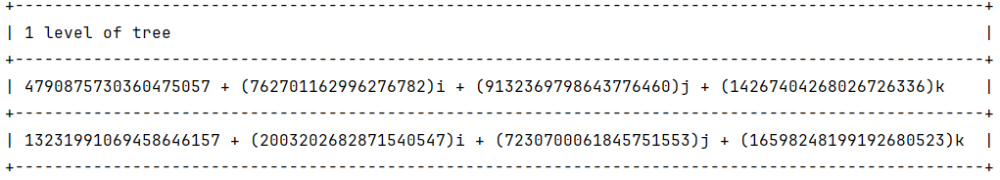 1 level of tree
4790875730360475057 + (762701162996276782)i + (9132369798643776460)j + (14267404268026726336)k
13231991069458646157 + (2003202682871540547)i + (7230700061845751553)j + (16598248199192680523)k